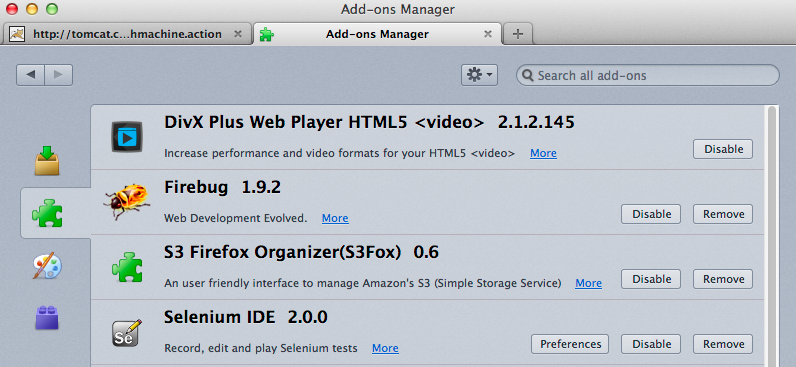 Add-ons Manager
http://tomcat.c...hmachine.action
Add-ons Manager
Search all add-ons
DivX Plus Web Player HTML5 <video> 2.1.2.145
Increase performance and video formats for your HTML5 <video> More
Disable
Firebug 1.9.2
Web Development Evolved. More
Disable Remove
S3 Firefox Organizer(S3Fox) 0.6
An user friendly interface to manage Amazon's S3 (Simple Storage Service) More
Disable Remove
Se
Selenium IDE 2.0.0
Record, edit and play Selenium tests More
Preferences Disable Remove